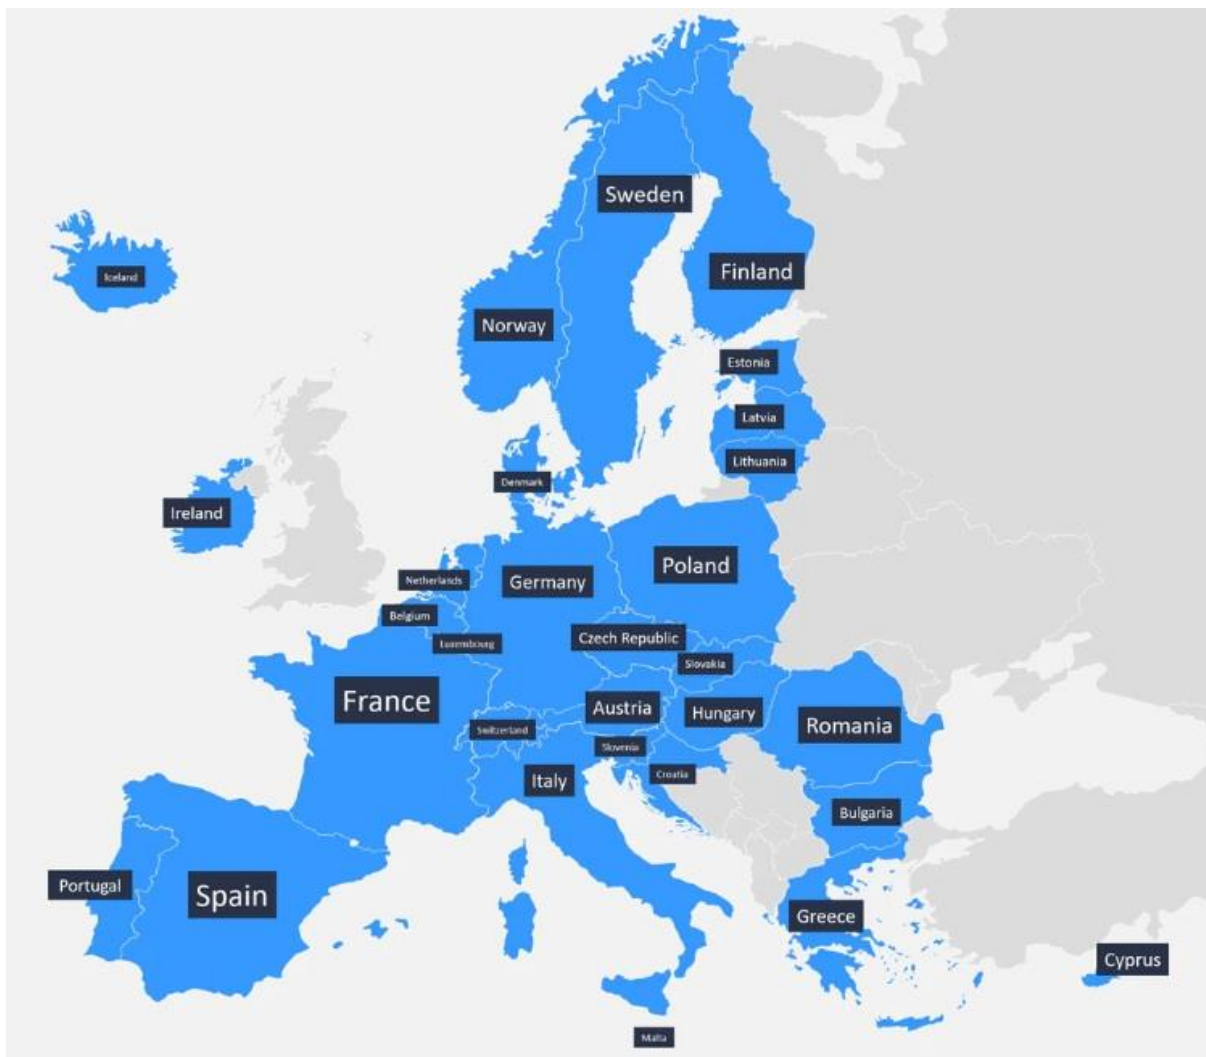 Sweden
Finland
Iceland
Norway
Estonia
Latvia
Lithuania
Denmark
Ireland
Poland
Netherlands
Germany
Belgium
Czech Republic
Luxembourg
Slovakia
France
Austria
Hungary
Romania
Switzerland
Slovenia
Croatia
Italy
Bulgaria
Portugal
Spain
Greece
Cyprus
Malta